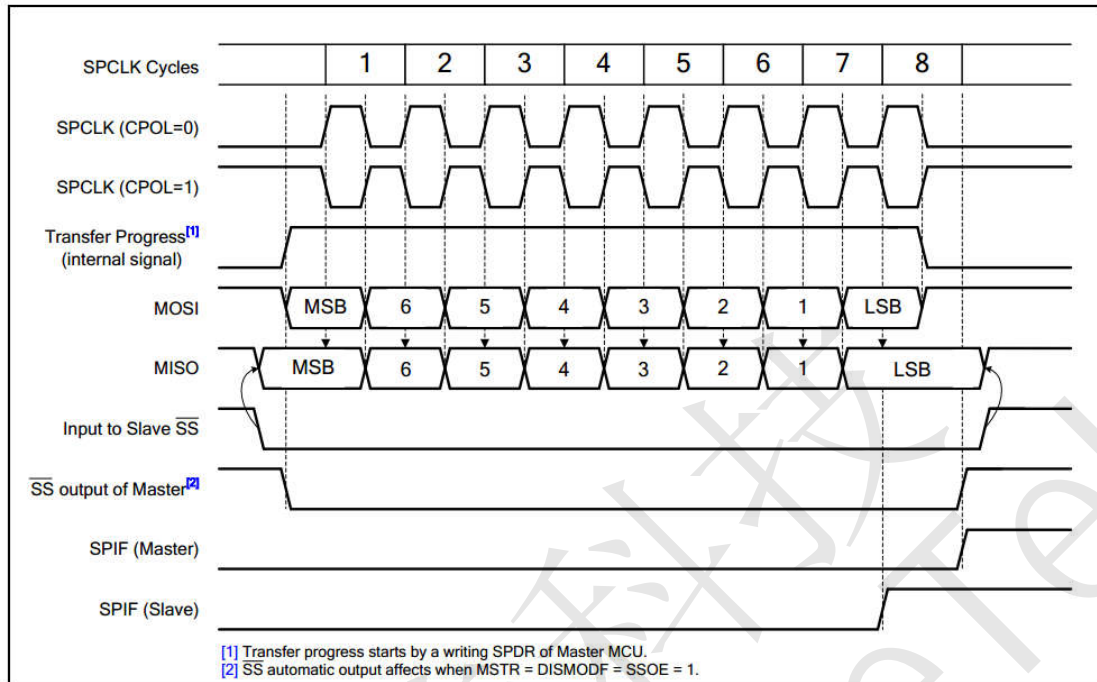 SPCLK Cycles 1 2 3 4 5 6 7 8
SPCLK (CPOL=0)
SPCLK (CPOL=1)
Transfer Progress[1]
(internal signal)
MOSI MSB 6 5 4 3 2 1 LSB
MISO MSB 6 5 4 3 2 1 LSB
Input to Slave SS
SS output of Master[2]
SPIF (Master)
SPIF (Slave)
[1] Transfer progress starts by a writing SPDR of Master MCU.
[2] SS automatic output affects when MSTR = DISMODF = SSOE = 1.
科技